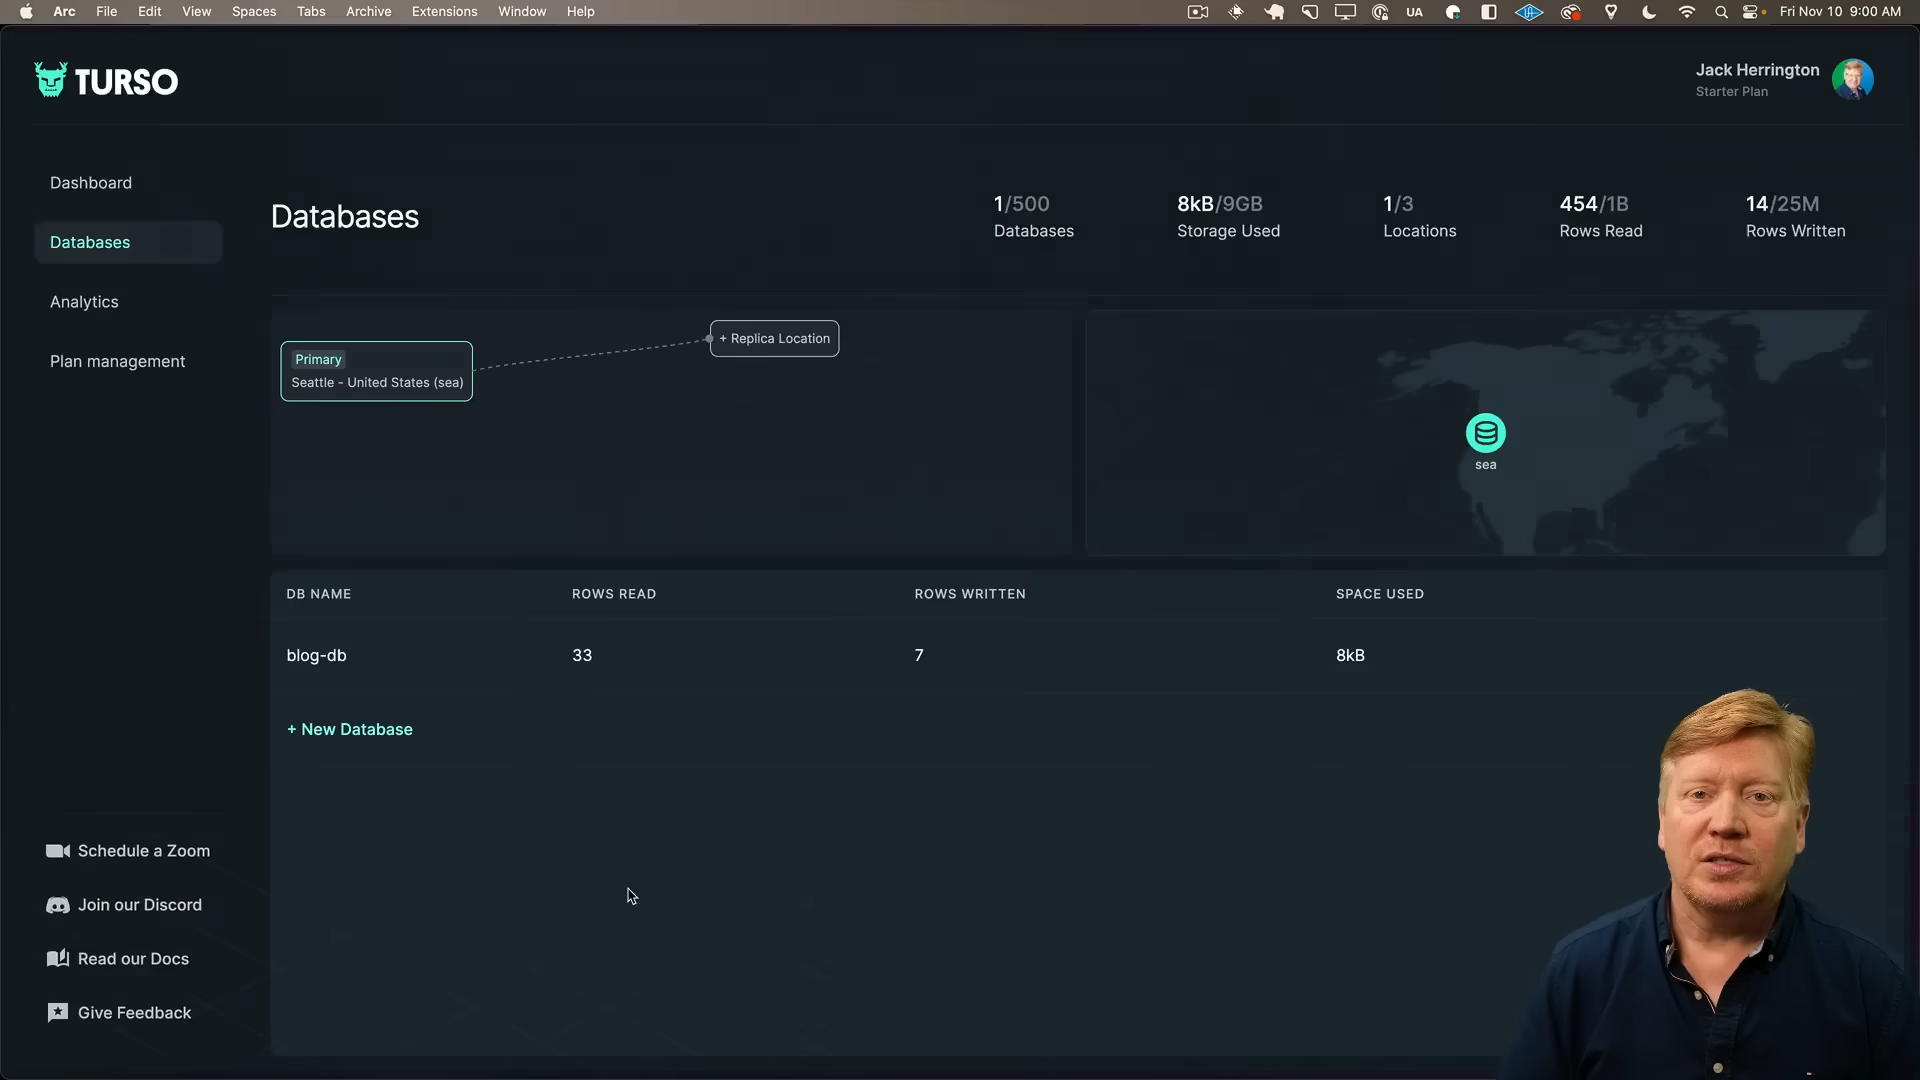 Arc File Edit View Spaces Tabs Archive Extensions Window Help UA Fri Nov 10 9:00 AM
TURSO
Jack Herrington
Starter Plan
Dashboard
Databases
Analytics
Plan management
Databases
1/500
Databases
8kB/9GB
Storage Used
1/3
Locations
454/1B
Rows Read
14/25M
Rows Written
Primary
Seattle - United States (sea)
+ Replica Location
sea
DB NAME ROWS READ ROWS WRITTEN SPACE USED
blog-db 33 7 8kB
+ New Database
Schedule a Zoom
Join our Discord
Read our Docs
Give Feedback